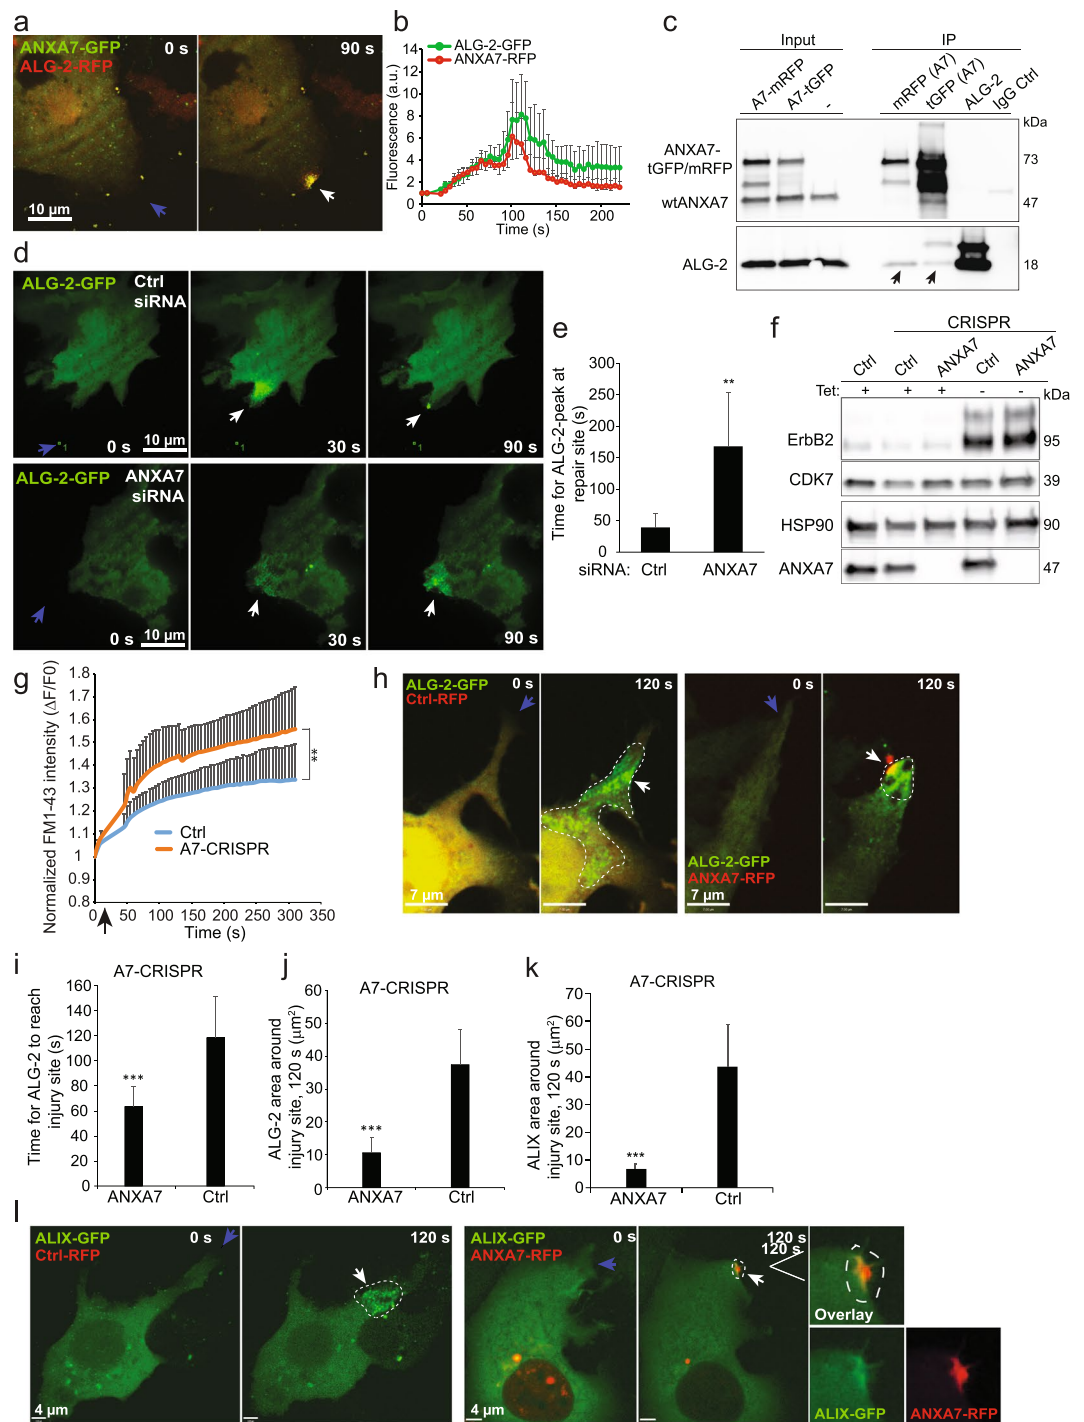 a
ANXA7-GFP
ALG-2-RFP
0 s
90 s
10 µm
b
ALG-2-GFP
ANXA7-RFP
Fluorescence (a.u.)
14
12
10
8
6
4
2
0
0 50 100 150 200
Time (s)
c
Input
IP
A7-mRFP
A7-tGFP
-
mRFP (A7)
tGFP (A7)
ALG-2
IgG Ctrl
kDa
ANXA7-
tGFP/mRFP
wtANXA7
73
47
ALG-2
18
d
ALG-2-GFP
Ctrl
siRNA
0 s
10 µm
30 s
90 s
1
1
ALG-2-GFP
ANXA7
siRNA
0 s
10 µm
30 s
90 s
e
Time for ALG-2-peak at
repair site (s)
300
250
200
150
100
50
0
**
siRNA: Ctrl ANXA7
f
CRISPR
Ctrl
Ctrl
ANXA7
Ctrl
ANXA7
Tet: + + + - -
kDa
ErbB2
95
CDK7
39
HSP90
90
ANXA7
47
g
Normalized FM1-43 intensity (ΔF/F0)
1.8
1.7
1.6
1.5
1.4
1.3
1.2
1.1
1
0.9
0.8
**
Ctrl
A7-CRISPR
0 50 100 150 200 250 300 350
Time (s)
h
ALG-2-GFP
Ctrl-RFP
0 s
120 s
7 µm
0 s
120 s
ALG-2-GFP
ANXA7-RFP
7 µm
i
A7-CRISPR
Time for ALG-2 to reach
injury site (s)
160
140
120
100
80
60
40
20
0
***
ANXA7 Ctrl
j
A7-CRISPR
ALG-2 area around
injury site, 120 s (µm²)
60
50
40
30
20
10
0
***
ANXA7 Ctrl
k
A7-CRISPR
ALIX area around
injury site, 120 s (µm²)
70
60
50
40
30
20
10
0
***
ANXA7 Ctrl
l
ALIX-GFP
Ctrl-RFP
0 s
120 s
4 µm
ALIX-GFP
ANXA7-RFP
0 s
120 s
4 µm
120 s
Overlay
ALIX-GFP
ANXA7-RFP